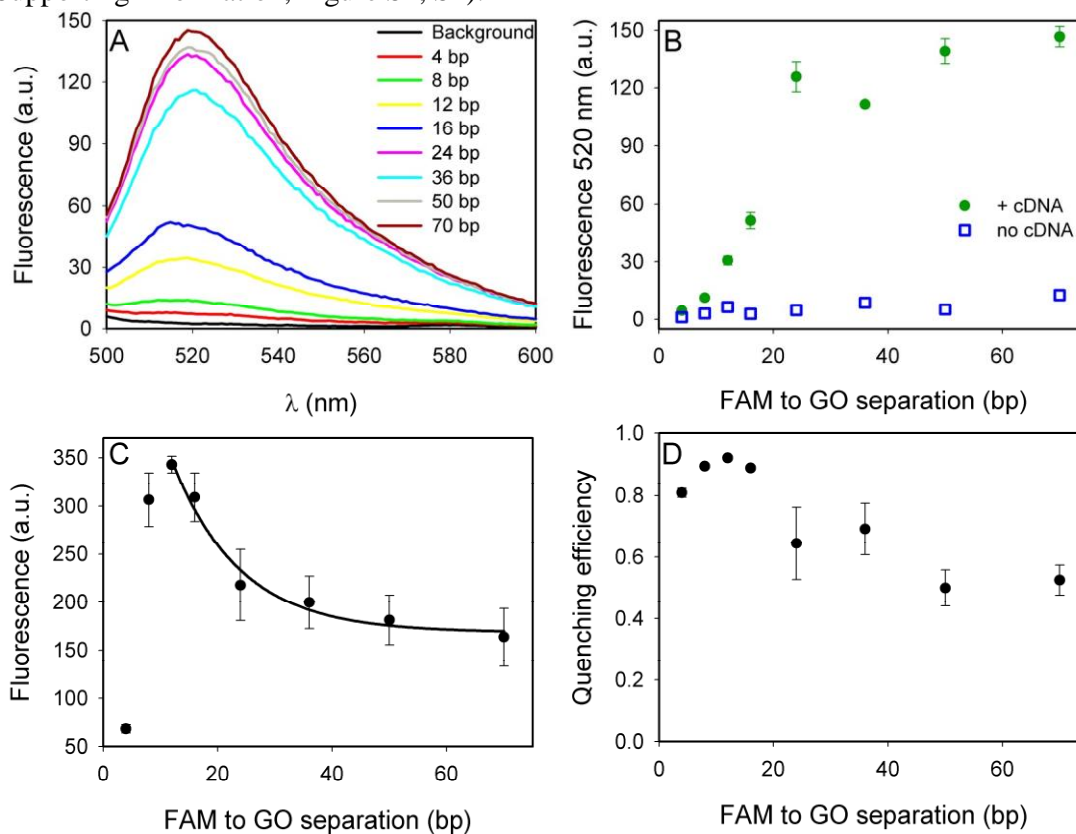 Supporting Information, Figure
A
Fluorescence (a.u.)
150
120
90
60
30
0
500 520 540 560 580 600
λ (nm)
Background
4 bp
8 bp
12 bp
16 bp
24 bp
36 bp
50 bp
70 bp
B
Fluorescence 520 nm (a.u.)
150
120
90
60
30
0
0 20 40 60
FAM to GO separation (bp)
+ cDNA
no cDNA
C
Fluorescence (a.u.)
350
300
250
200
150
100
50
0 20 40 60
FAM to GO separation (bp)
D
Quenching efficiency
1.0
0.8
0.6
0.4
0.2
0.0
0 20 40 60
FAM to GO separation (bp)